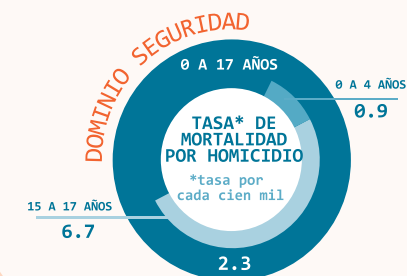 DOMINIO SEGURIDAD
0 A 17 AÑOS
0 A 4 AÑOS
0.9
TASA* DE
MORTALIDAD
POR HOMICIDIO
*tasa por
cada cien mil
15 A 17 AÑOS
6.7
2.3